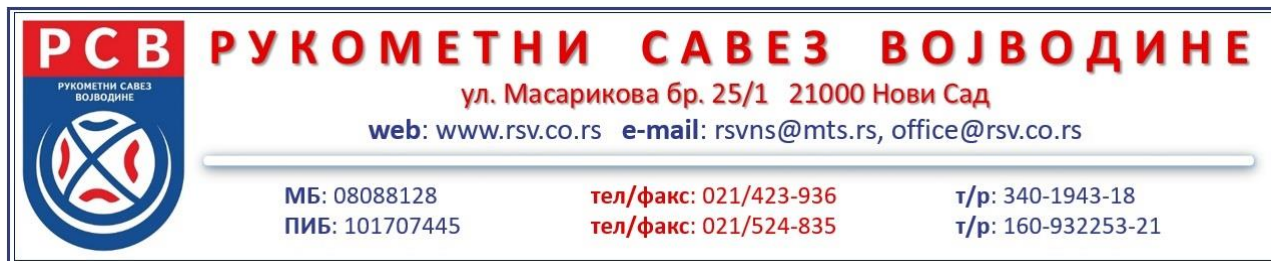 РСВ
РУКОМЕТНИ САВЕЗ
ВОЈВОДИНЕ
РУКОМЕТНИ САВЕЗ ВОЈВОДИНЕ
ул. Масарикова бр. 25/1 21000 Нови Сад
web: www.rsv.co.rs e-mail: rsvns@mts.rs, office@rsv.co.rs
МБ: 08088128 тел/факс: 021/423-936 т/р: 340-1943-18
ПИБ: 101707445 тел/факс: 021/524-835 т/р: 160-932253-21